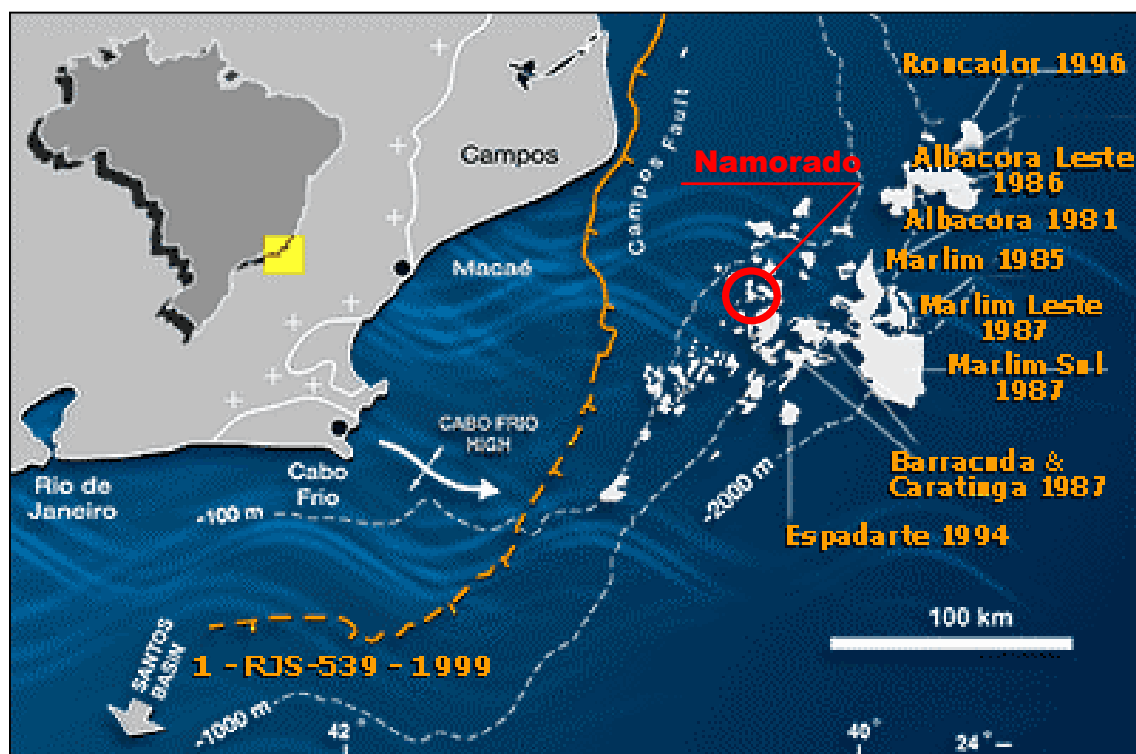 Roncador 1996
Campos
Namorado
Albacora Leste
1986
Campos Fault
Albacora 1981
Macaé
Marlim 1985
Marlim Leste
1987
Marlim Sul
1987
CABO FRIO
HIGH
Rio de
Janeiro
Cabo
Frio
Barracuda &
Caratinga 1987
-100 m
-2000 m
Espadarte 1994
100 km
1 - RJS-539 - 1999
SANTOS
BASIN
-1000 m
42°
40°
24°